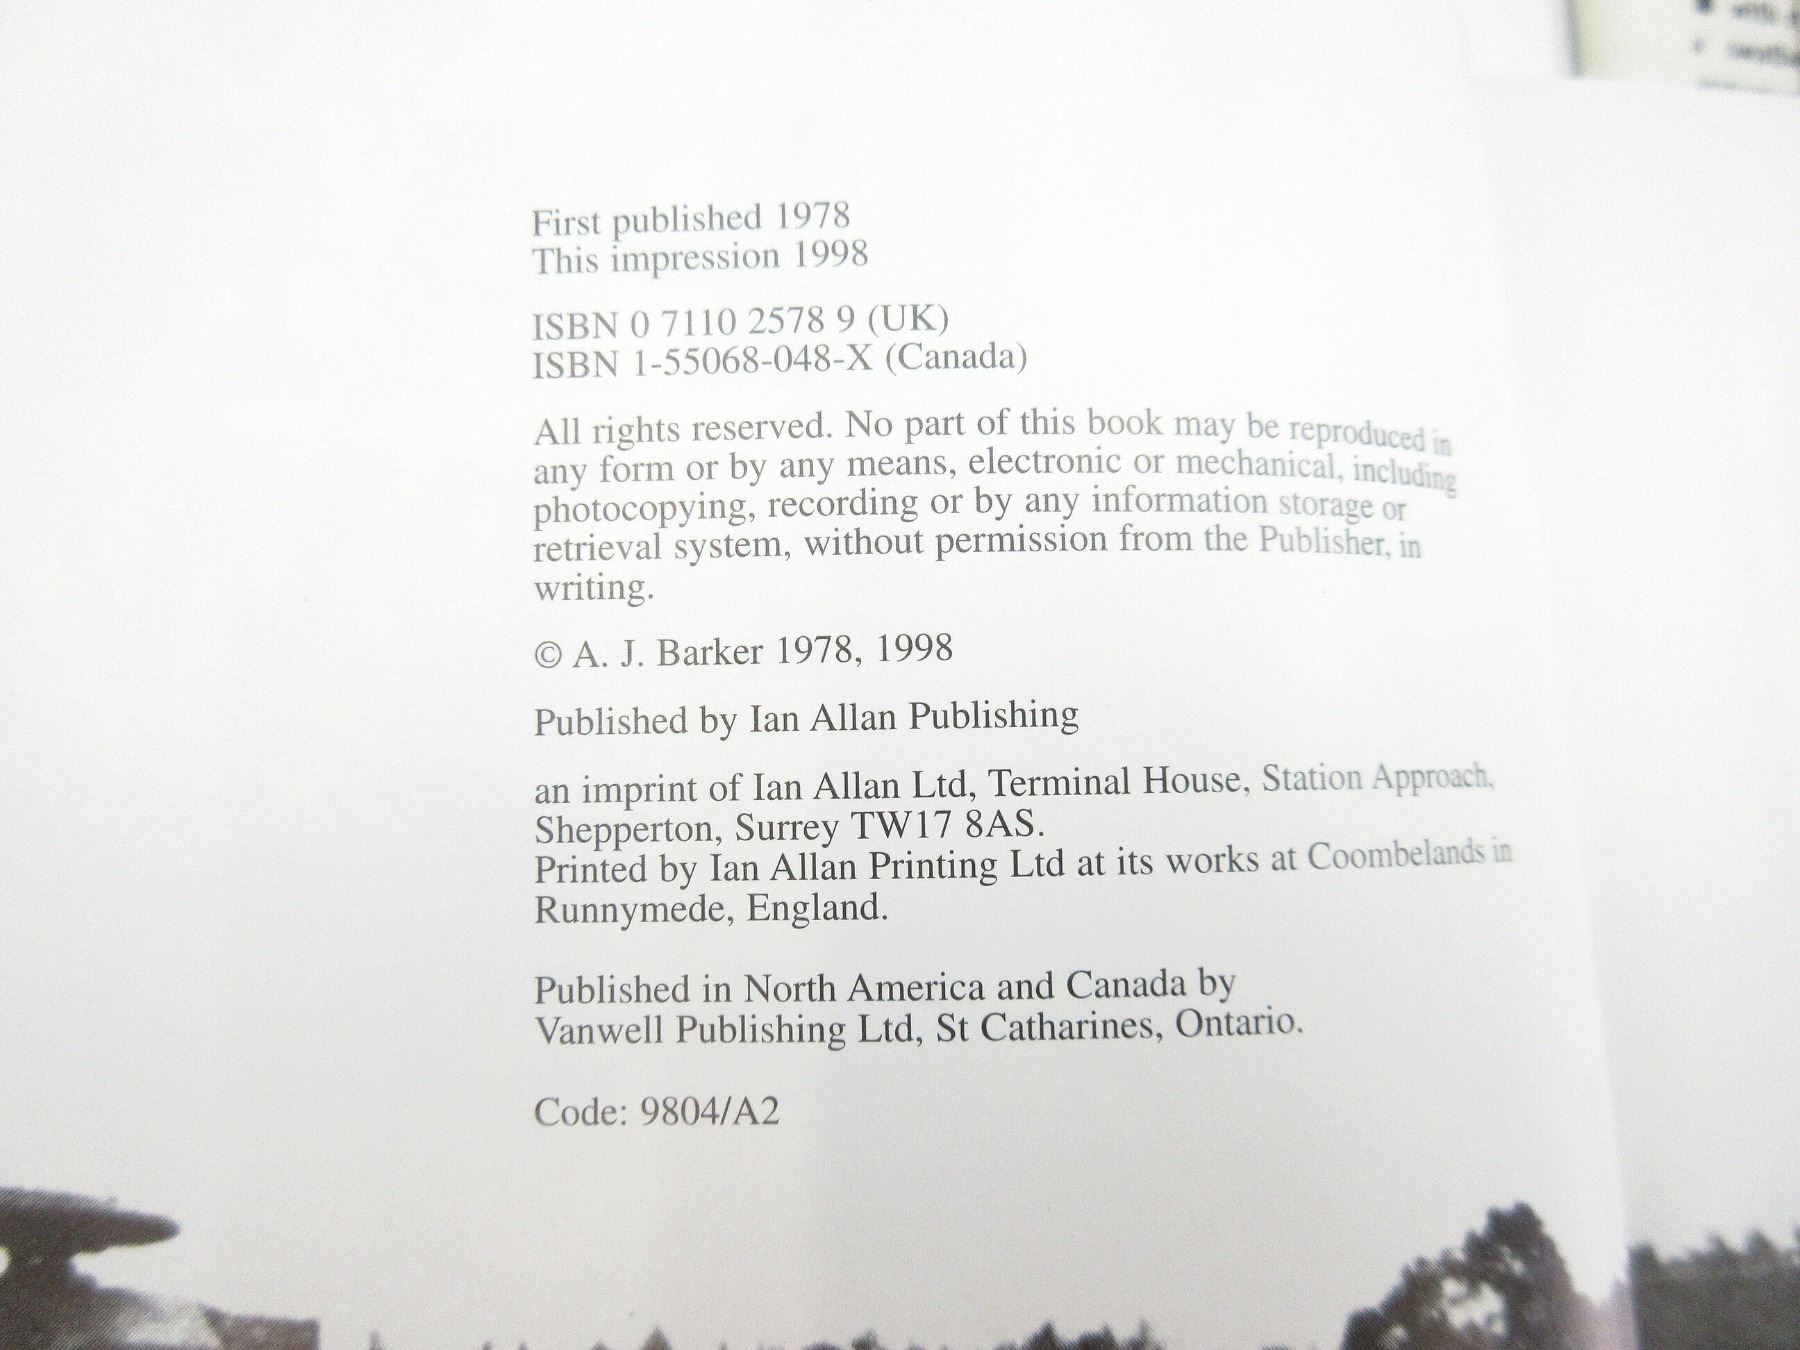 First published 1978
This impression 1998
ISBN 0 7110 2578 9 (UK)
ISBN 1-55068-048-X (Canada)
All rights reserved. No part of this book may be reproduced in
any form or by any means, electronic or mechanical, including
photocopying, recording or by any information storage or
retrieval system, without permission from the Publisher, in
writing.
© A. J. Barker 1978, 1998
Published by Ian Allan Publishing
an imprint of Ian Allan Ltd, Terminal House, Station Approach,
Shepperton, Surrey TW17 8AS.
Printed by Ian Allan Printing Ltd at its works at Coombelands in
Runnymede, England.
Published in North America and Canada by
Vanwell Publishing Ltd, St Catharines, Ontario.
Code: 9804/A2